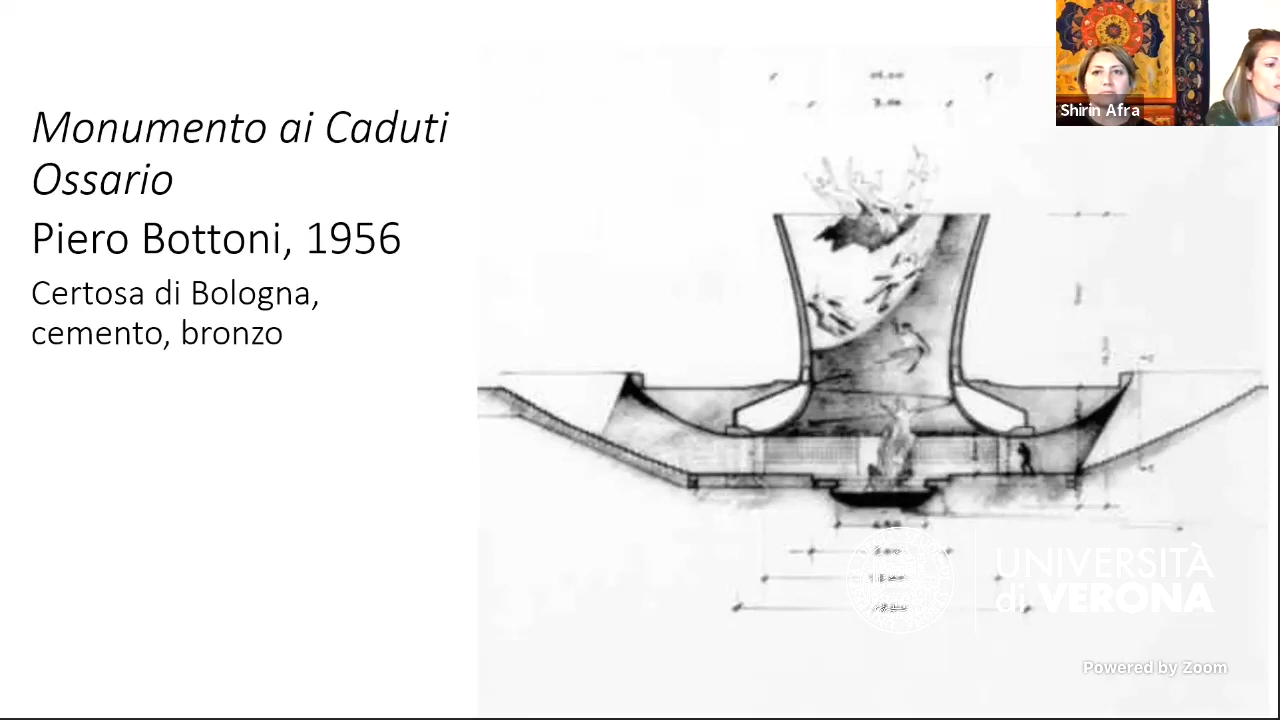 Monumento ai Caduti
Ossario
Piero Bottoni, 1956
Certosa di Bologna,
cemento, bronzo
Shirin Afra
UNIVERSITÀ
di VERONA
Powered by Zoom